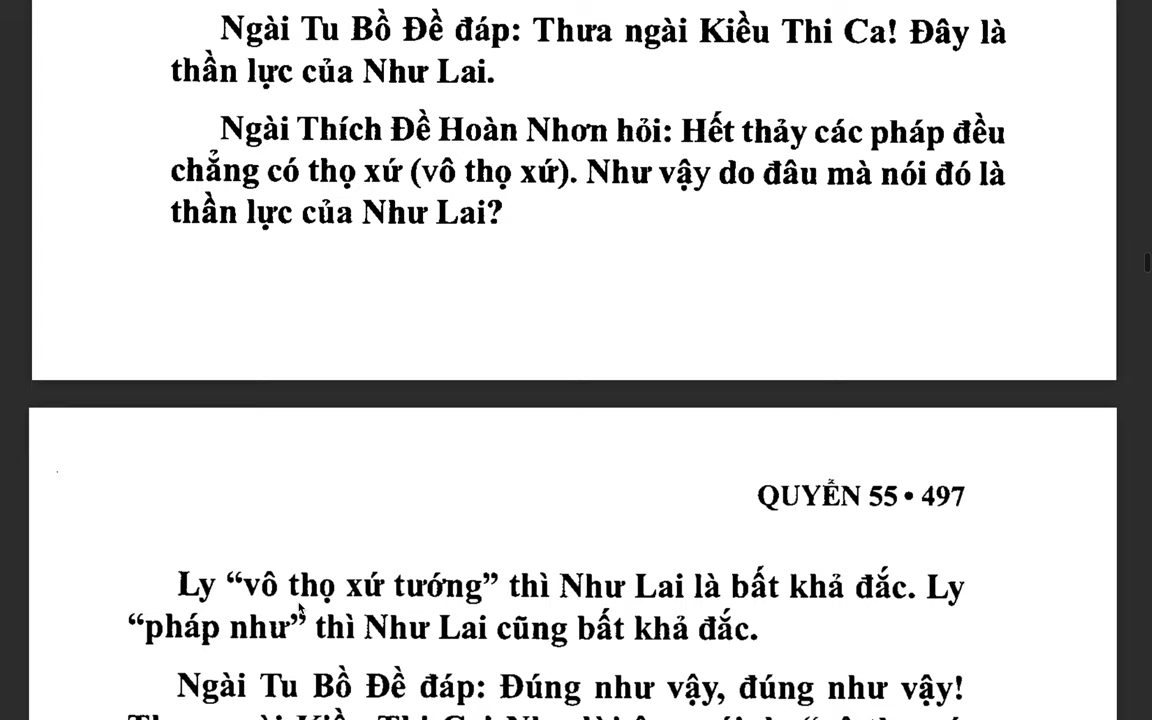 Ngài Tu Bồ Đề đáp: Thưa ngài Kiều Thi Ca! Đây là
thần lực của Như Lai.
Ngài Thích Đề Hoàn Nhơn hỏi: Hết thảy các pháp đều
chẳng có thọ xứ (vô thọ xứ). Như vậy do đâu mà nói đó là
thần lực của Như Lai?
QUYỂN 55 • 497
Ly “vô thọ xứ tướng” thì Như Lai là bất khả đắc. Ly
“pháp như” thì Như Lai cũng bất khả đắc.
Ngài Tu Bồ Đề đáp: Đúng như vậy, đúng như vậy!